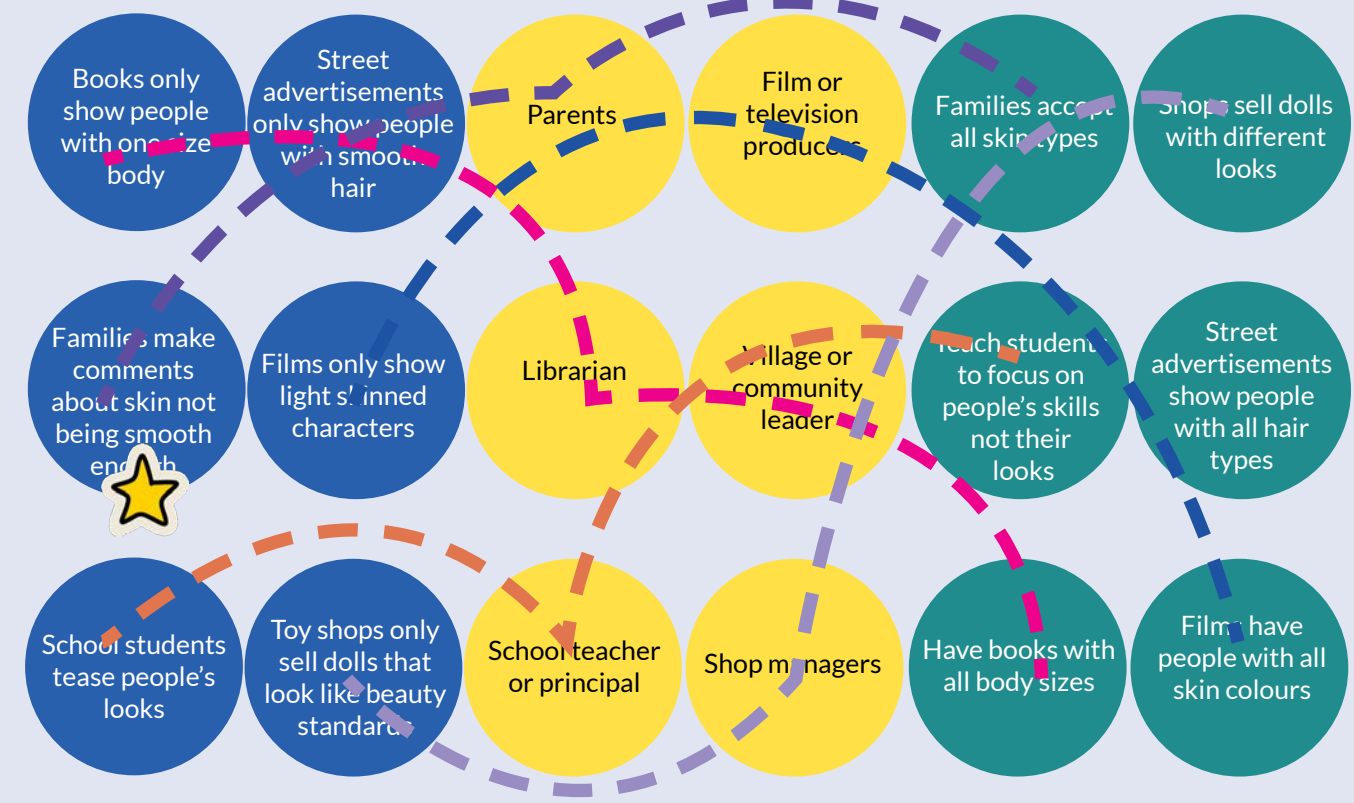 Books only
show people
with one size
body
Street
advertisements
only show people
with smooth
hair
Parents
Film or
television
producers
Families accept
all skin types
Shops sell dolls
with different
looks
Families make
comments
about skin not
being smooth
enough
Films only show
light skinned
characters
Librarian
Village or
community
leader
Teach students
to focus on
people's skills
not their
looks
Street
advertisements
show people
with all hair
types
School students
tease people's
looks
Toy shops only
sell dolls that
look like beauty
standards
School teacher
or principal
Shop managers
Have books with
all body sizes
Films have
people with all
skin colours